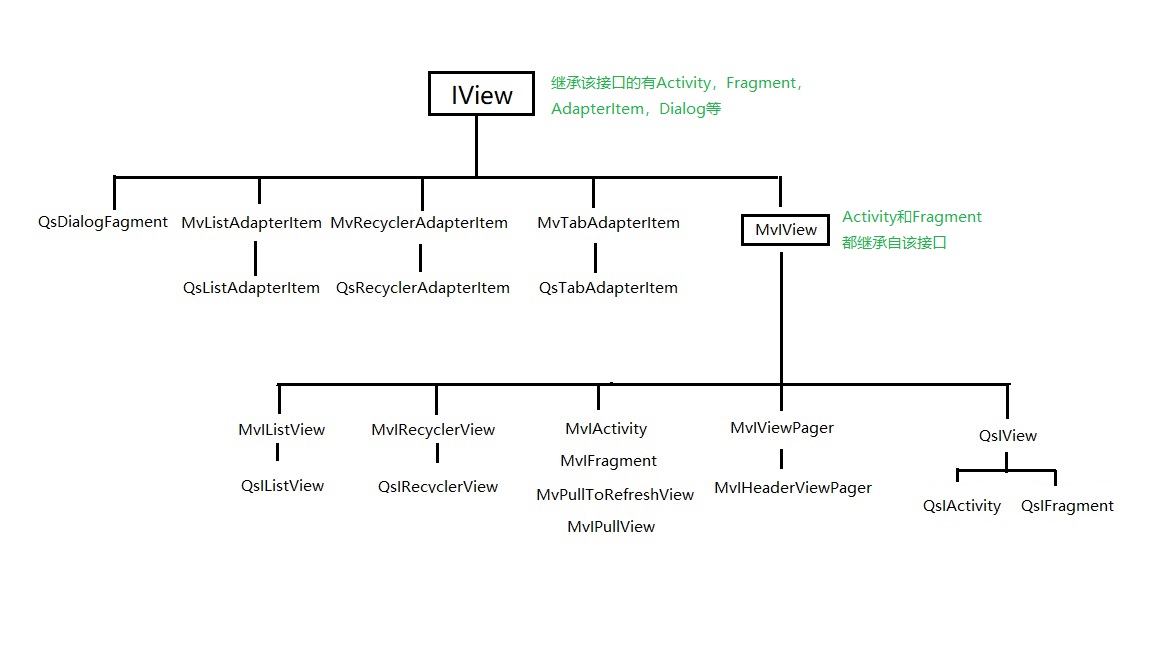 IView
继承该接口的有Activity，Fragment，
AdapterItem，Dialog等
QsDialogFagment
MvListAdapterItem
MvRecyclerAdapterItem
MvTabAdapterItem
MvIView
Activity和Fragment
都继承自该接口
QsListAdapterItem
QsRecyclerAdapterItem
QsTabAdapterItem
MvIListView
MvIRecyclerView
MvIActivity
MvIViewPager
QsIView
MvIFragment
QsIListView
QsIRecyclerView
MvPullToRefreshView
MvIHeaderViewPager
QsIActivity
QsIFragment
MvIPullView